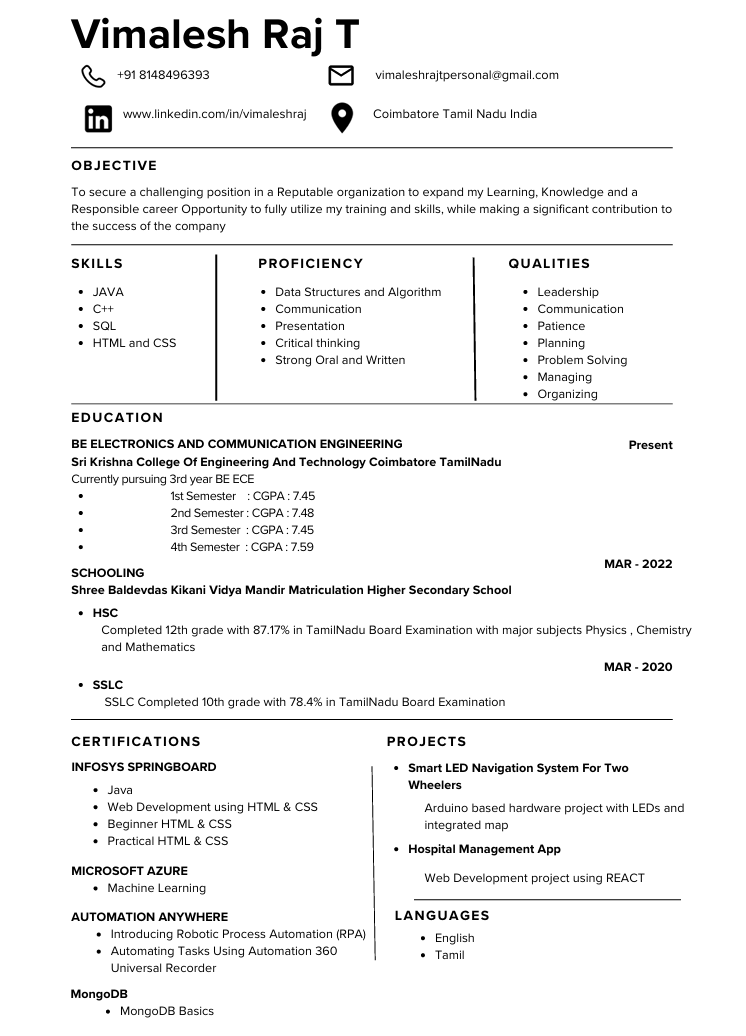 Vimalesh Raj T
+91 8148496393
vimaleshrajtpersonal@gmail.com
www.linkedin.com/in/vimaleshraj
Coimbatore Tamil Nadu India
OBJECTIVE
To secure a challenging position in a Reputable organization to expand my Learning, Knowledge and a
Responsible career Opportunity to fully utilize my training and skills, while making a significant contribution to
the success of the company
SKILLS
• JAVA
• C++
• SQL
• HTML and CSS
PROFICIENCY
• Data Structures and Algorithm
• Communication
• Presentation
• Critical thinking
• Strong Oral and Written
QUALITIES
• Leadership
• Communication
• Patience
• Planning
• Problem Solving
• Managing
• Organizing
EDUCATION
BE ELECTRONICS AND COMMUNICATION ENGINEERING
Present
Sri Krishna College Of Engineering And Technology Coimbatore TamilNadu
Currently pursuing 3rd year BE ECE
• 1st Semester : CGPA : 7.45
• 2nd Semester : CGPA : 7.48
• 3rd Semester : CGPA : 7.45
• 4th Semester : CGPA : 7.59
MAR - 2022
SCHOOLING
Shree Baldevdas Kikani Vidya Mandir Matriculation Higher Secondary School
• HSC
Completed 12th grade with 87.17% in TamilNadu Board Examination with major subjects Physics , Chemistry
and Mathematics
MAR - 2020
• SSLC
SSLC Completed 10th grade with 78.4% in TamilNadu Board Examination
CERTIFICATIONS
INFOSYS SPRINGBOARD
• Java
• Web Development using HTML & CSS
• Beginner HTML & CSS
• Practical HTML & CSS
MICROSOFT AZURE
• Machine Learning
AUTOMATION ANYWHERE
• Introducing Robotic Process Automation (RPA)
• Automating Tasks Using Automation 360
Universal Recorder
MongoDB
• MongoDB Basics
PROJECTS
• Smart LED Navigation System For Two
Wheelers
Arduino based hardware project with LEDs and
integrated map
• Hospital Management App
Web Development project using REACT
LANGUAGES
• English
• Tamil